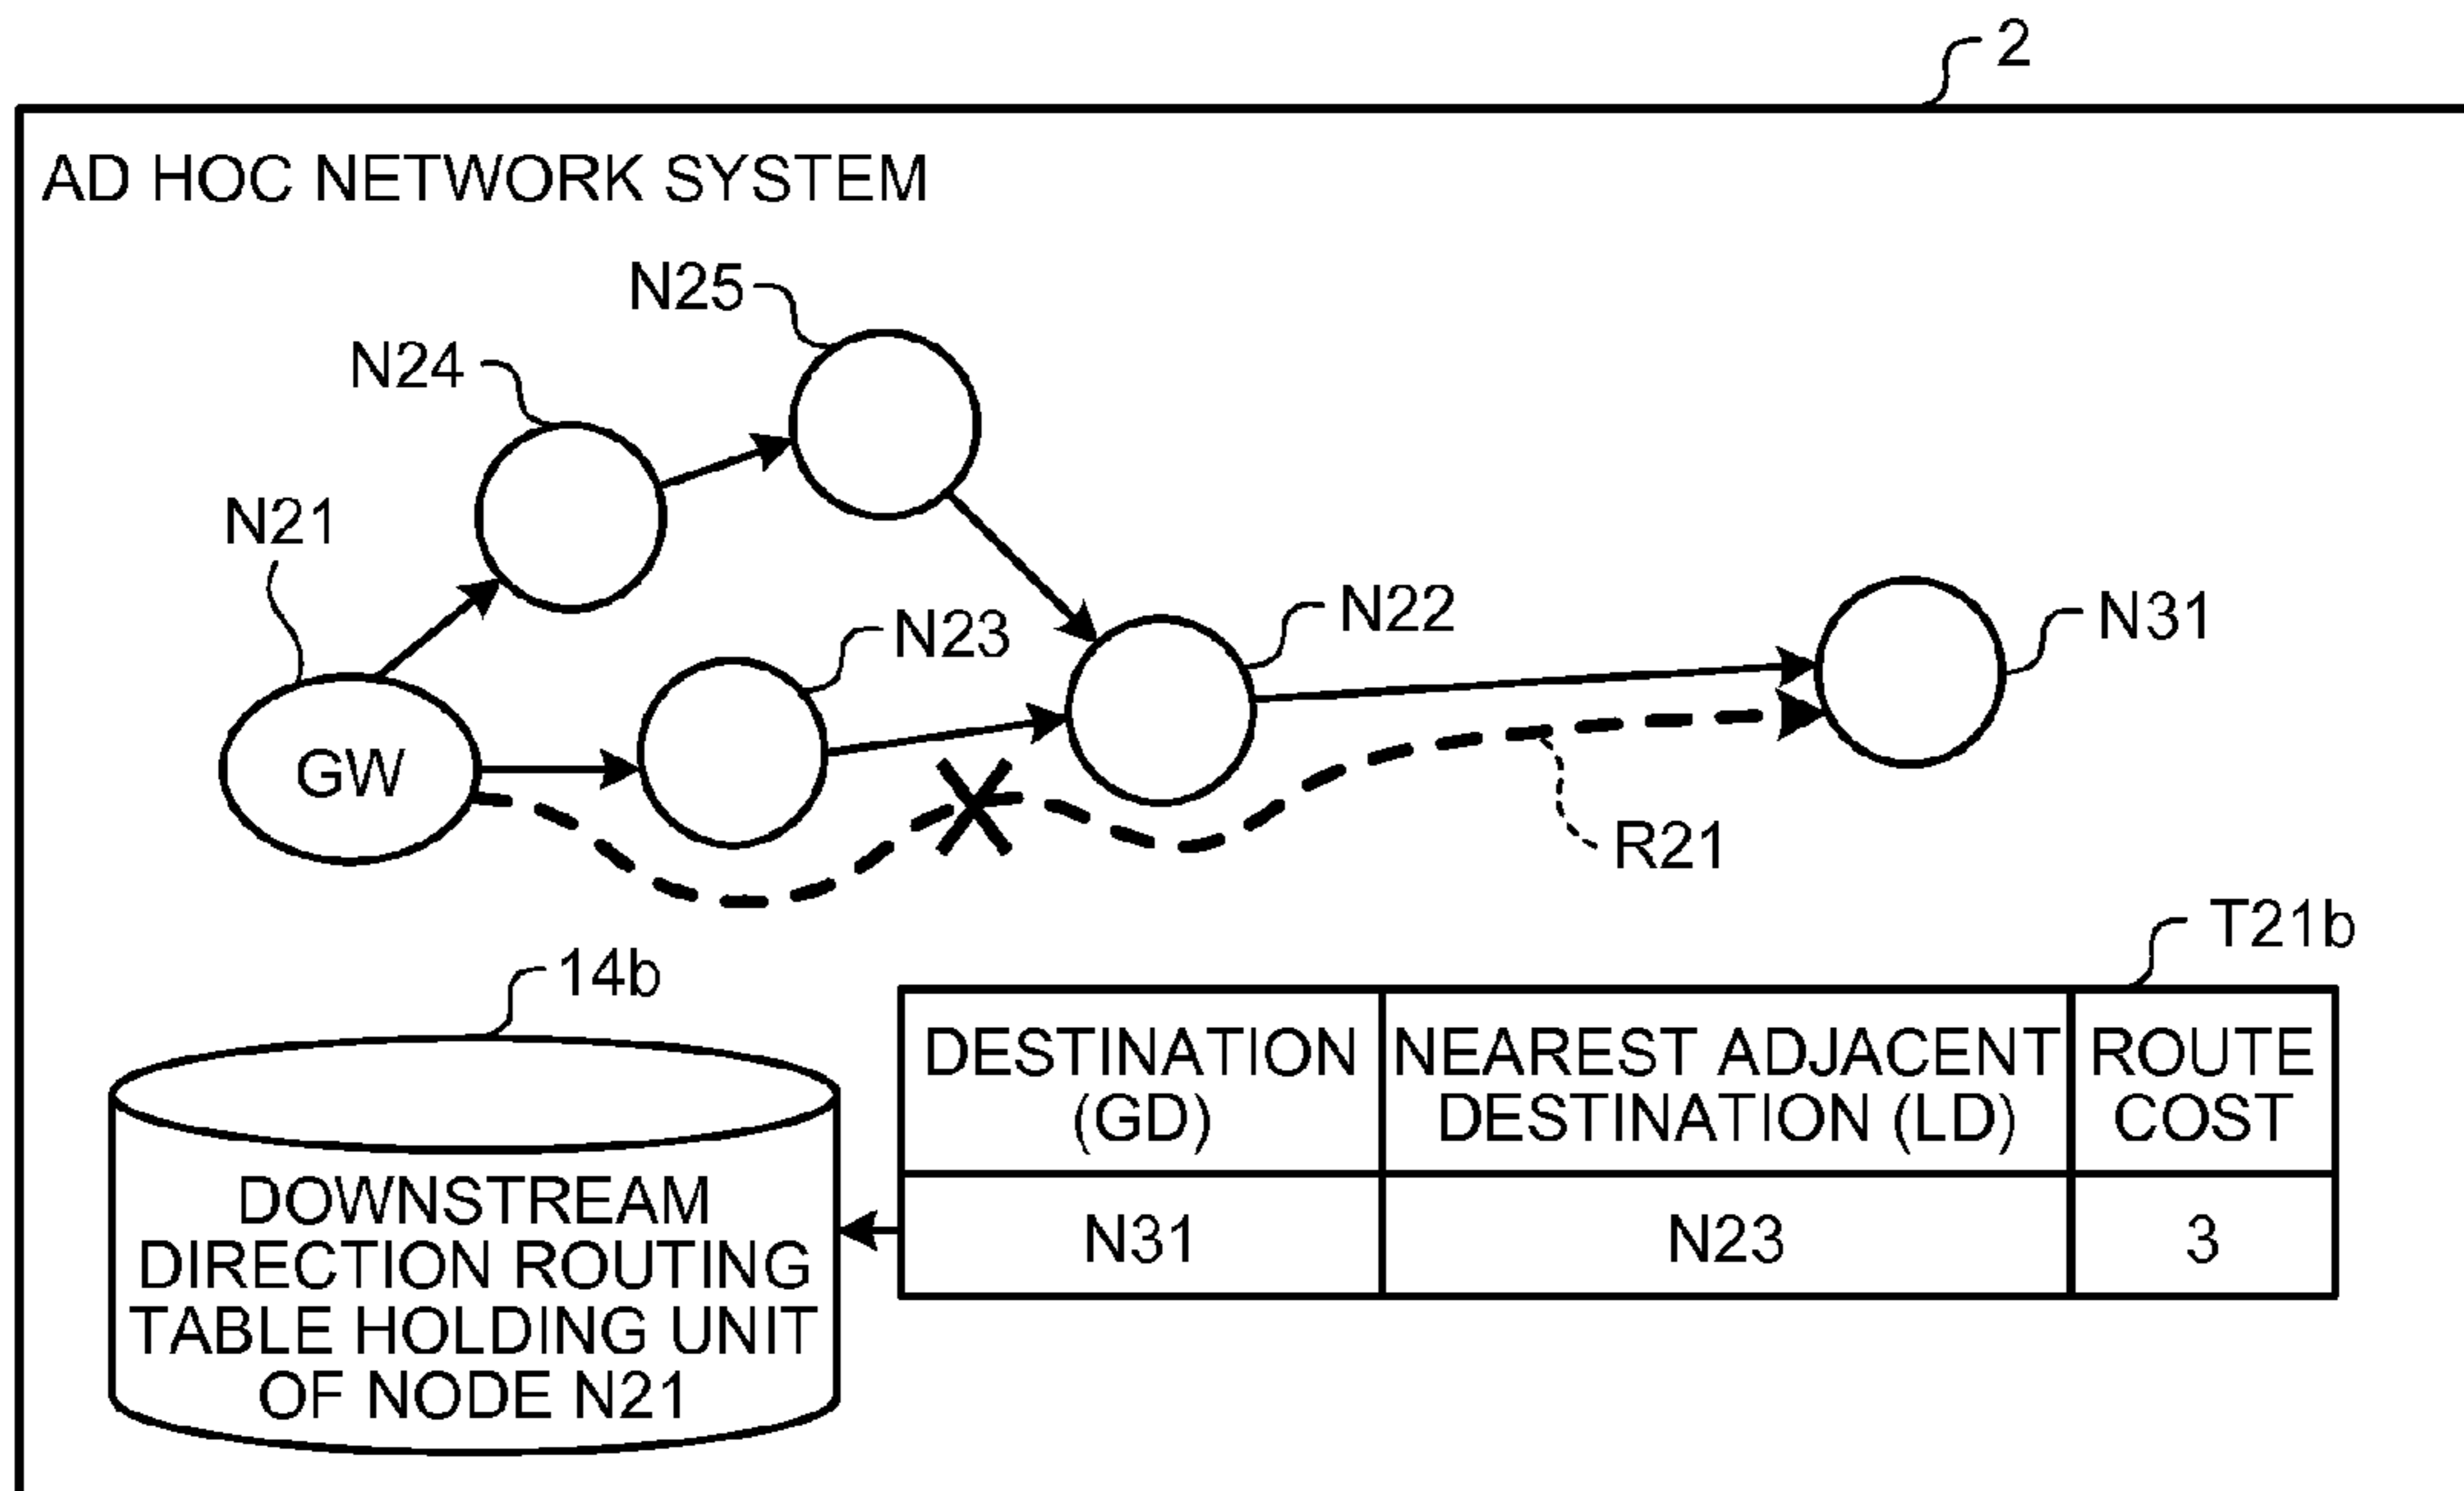 2
AD HOC NETWORK SYSTEM
N25
N24
N21
N23
N22
N31
GW
R21
T21b
14b
DESTINATION
(GD)
NEAREST ADJACENT
DESTINATION (LD)
ROUTE
COST
N31
N23
3
DOWNSTREAM
DIRECTION ROUTING
TABLE HOLDING UNIT
OF NODE N21